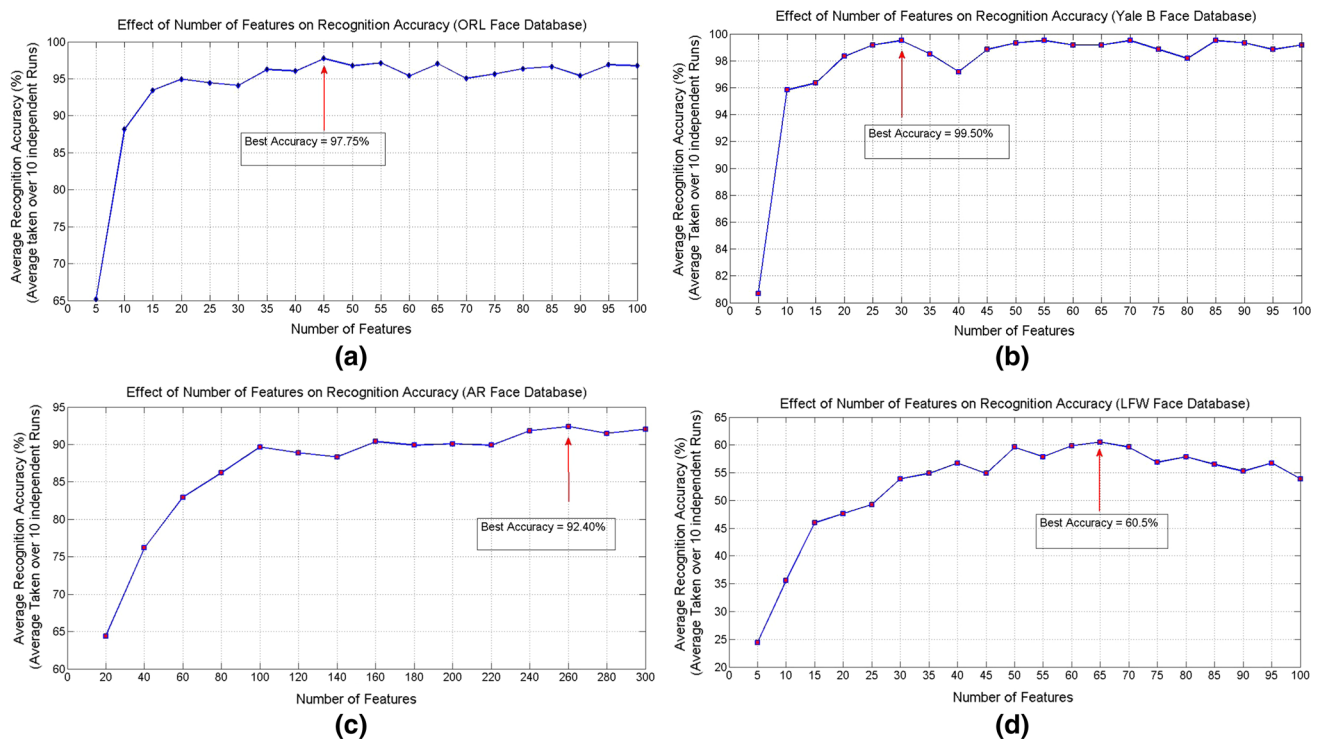 Effect of Number of Features on Recognition Accuracy (ORL Face Database)
Average Recognition Accuracy (%)
(Average taken over 10 independent Runs)
100
95
90
85
80
75
70
65
Best Accuracy = 97.75%
0 5 10 15 20 25 30 35 40 45 50 55 60 65 70 75 80 85 90 95 100
Number of Features
(a)
Effect of Number of Features on Recognition Accuracy (Yale B Face Database)
Average Recognition Accuracy (%)
(Average Taken over 10 independent Runs)
100
98
96
94
92
90
88
86
84
82
80
Best Accuracy = 99.50%
0 5 10 15 20 25 30 35 40 45 50 55 60 65 70 75 80 85 90 95 100
Number of Features
(b)
Effect of Number of Features on Recognition Accuracy (AR Face Database)
Average Recognition Accuracy (%)
(Average Taken over 10 independent Runs)
95
90
85
80
75
70
65
60
Best Accuracy = 92.40%
0 20 40 60 80 100 120 140 160 180 200 220 240 260 280 300
Number of Features
(c)
Effect of Number of Features on Recognition Accuracy (LFW Face Database)
Average Recognition Accuracy (%)
(Average Taken over 10 independent Runs)
65
60
55
50
45
40
35
30
25
20
Best Accuracy = 60.5%
0 5 10 15 20 25 30 35 40 45 50 55 60 65 70 75 80 85 90 95 100
Number of Features
(d)